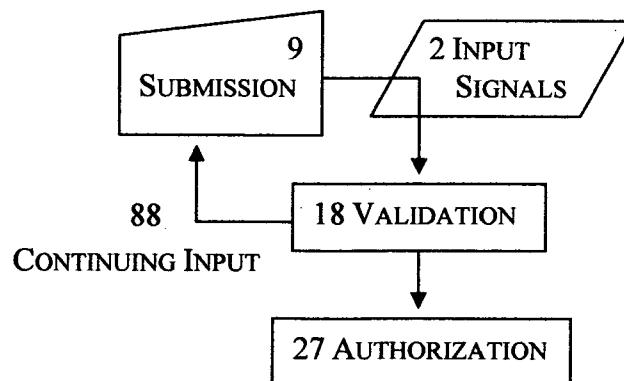 9
SUBMISSION
2 INPUT
SIGNALS
18 VALIDATION
88
CONTINUING INPUT
27 AUTHORIZATION